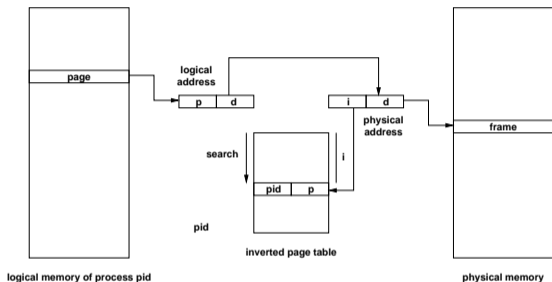 logical
address
page
p d
i d
physical
address
frame
search
i
pid p
pid
inverted page table
logical memory of process pid
physical memory